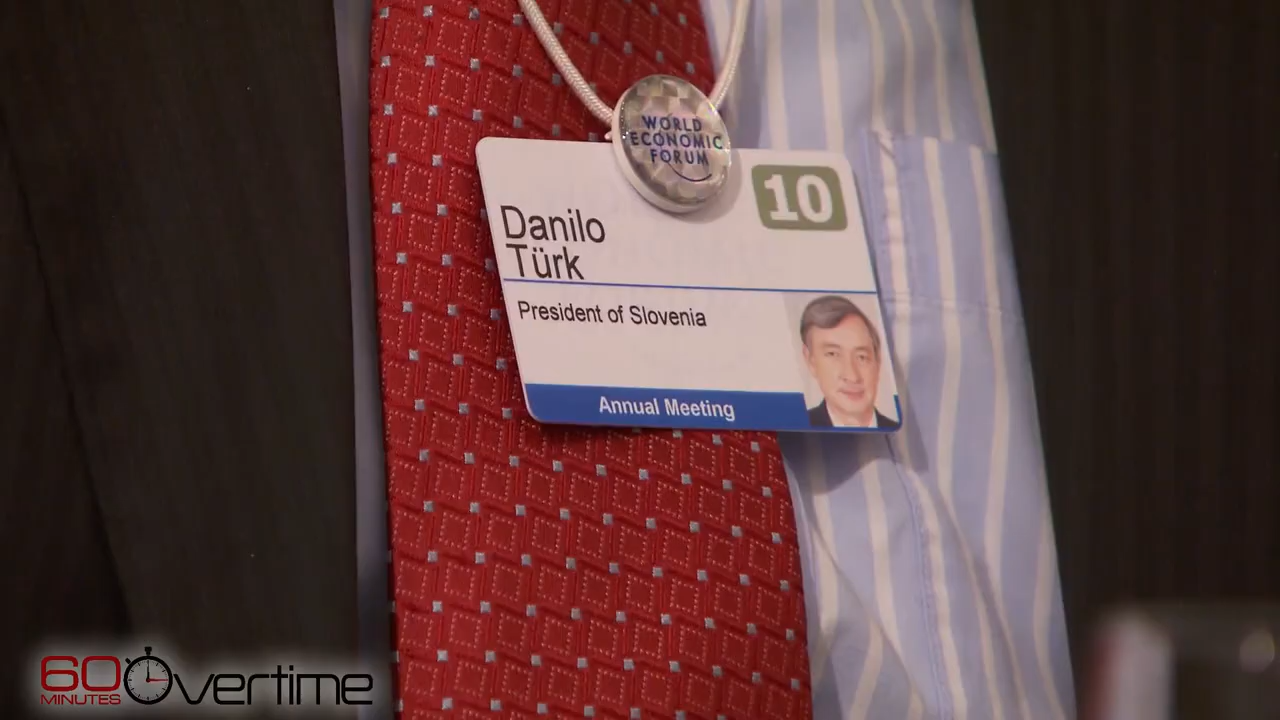 WORLD
ECONOMIC
FORUM
10
Danilo
Türk
President of Slovenia
Annual Meeting
60 Overtime
MINUTES